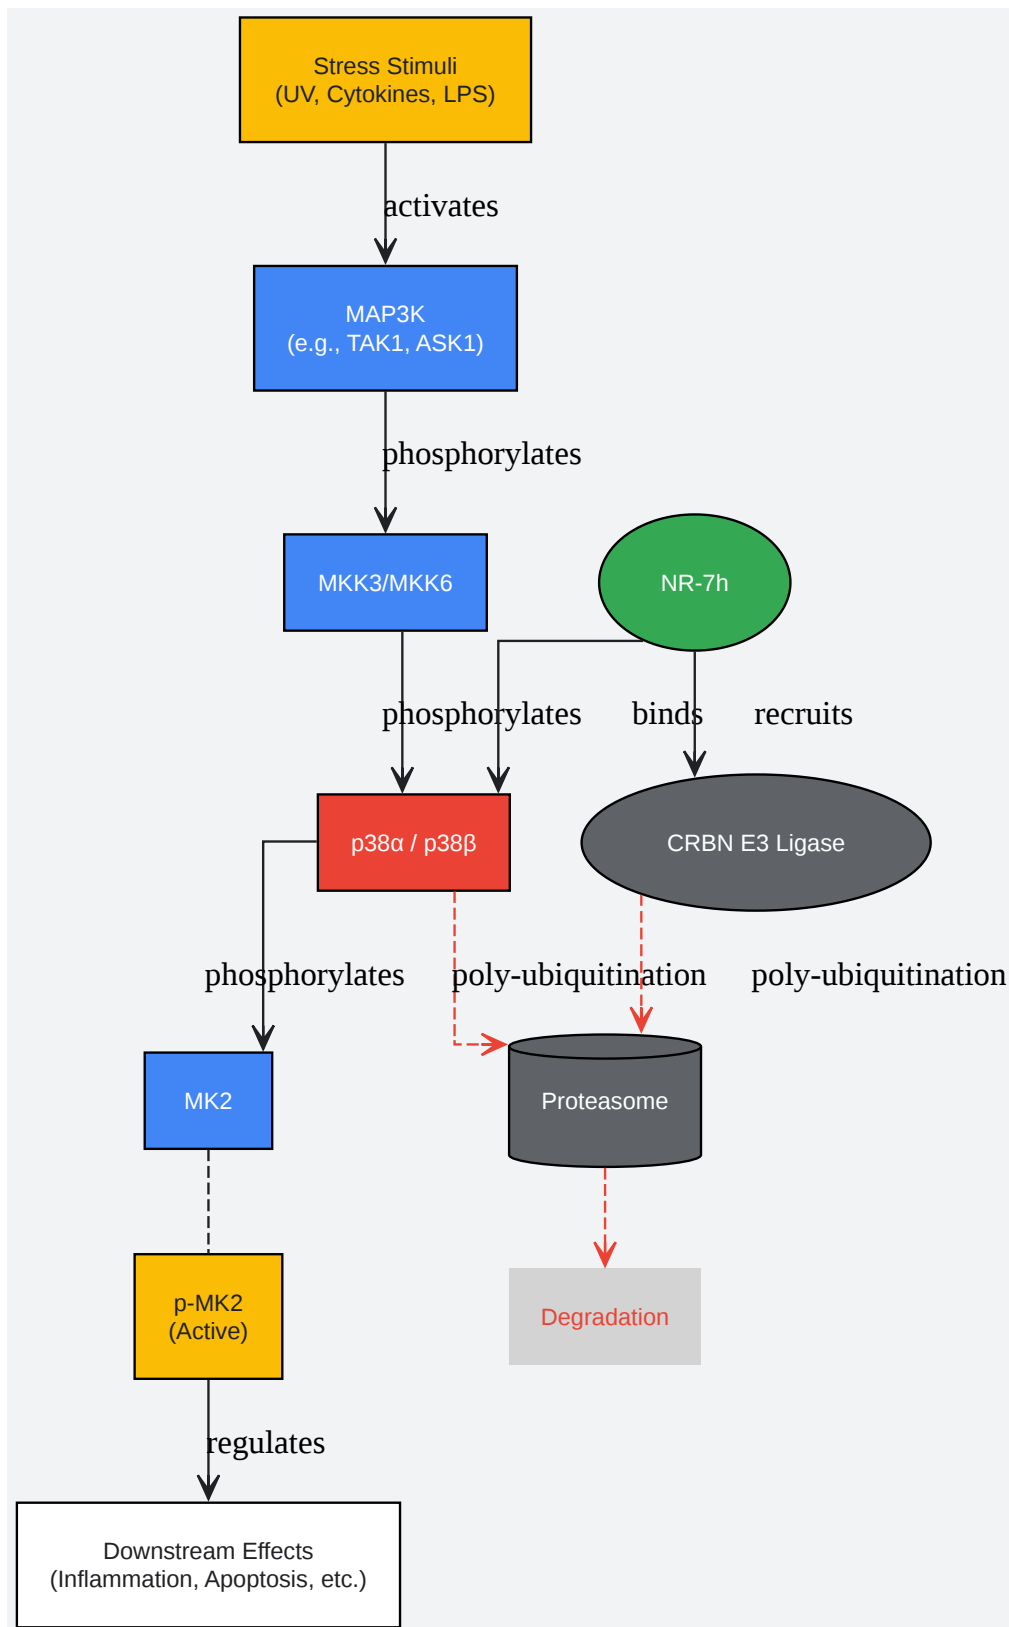 Stress Stimuli
(UV, Cytokines, LPS)
activates
MAP3K
(e.g., TAK1, ASK1)
phosphorylates
MKK3/MKK6
NR-7h
phosphorylates
binds
recruits
p38α / p38β
CRBN E3 Ligase
phosphorylates
poly-ubiquitination
poly-ubiquitination
MK2
Proteasome
p-MK2
(Active)
Degradation
regulates
Downstream Effects
(Inflammation, Apoptosis, etc.)